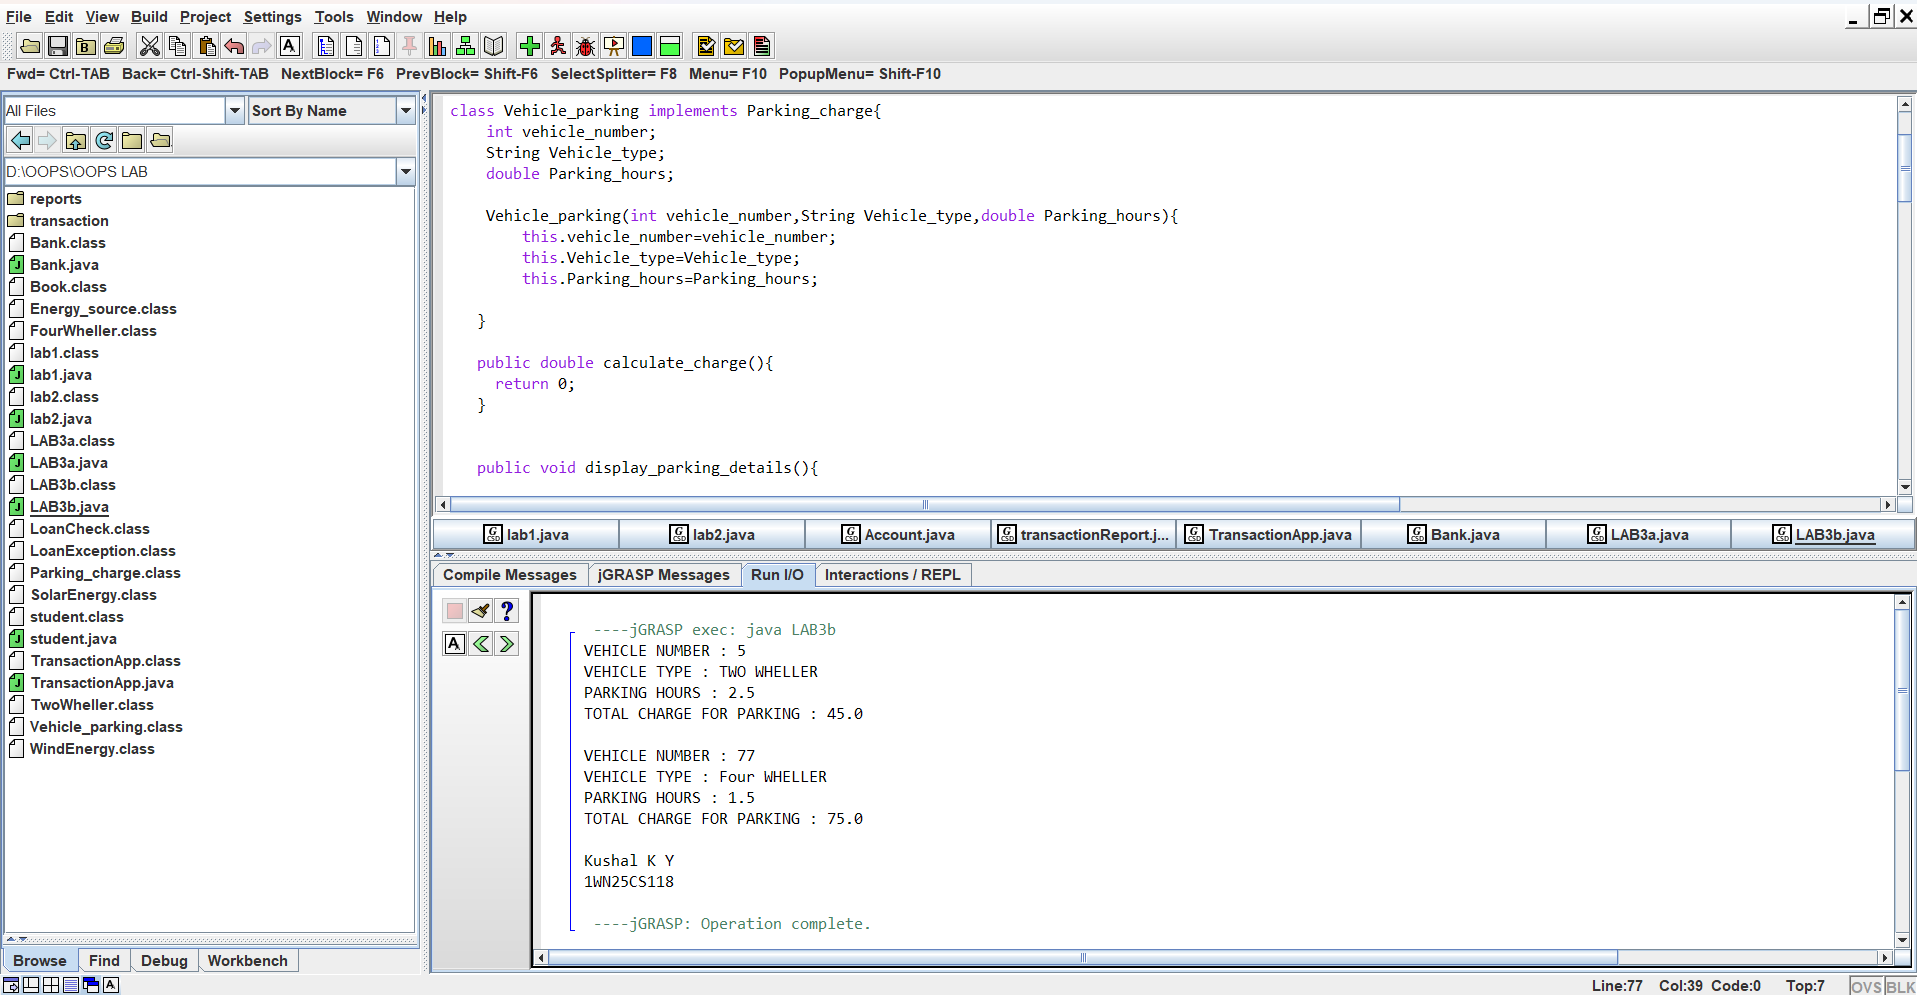 File Edit View Build Project Settings Tools Window Help
Fwd= Ctrl-TAB Back= Ctrl-Shift-TAB NextBlock= F6 PrevBlock= Shift-F6 SelectSplitter= F8 Menu= F10 PopupMenu= Shift-F10
All Files
Sort By Name
D:\OOPS\OOPS LAB
reports
transaction
Bank.class
Bank.java
Book.class
Energy_source.class
FourWheller.class
lab1.class
lab1.java
lab2.class
lab2.java
LAB3a.class
LAB3a.java
LAB3b.class
LAB3b.java
LoanCheck.class
LoanException.class
Parking_charge.class
SolarEnergy.class
student.class
student.java
TransactionApp.class
TransactionApp.java
TwoWheller.class
Vehicle_parking.class
WindEnergy.class
Browse Find Debug Workbench
class Vehicle_parking implements Parking_charge{
int vehicle_number;
String Vehicle_type;
double Parking_hours;
Vehicle_parking(int vehicle_number,String Vehicle_type,double Parking_hours){
this.vehicle_number=vehicle_number;
this.Vehicle_type=Vehicle_type;
this.Parking_hours=Parking_hours;
}
public double calculate_charge(){
return 0;
}
public void display_parking_details(){
lab1.java lab2.java Account.java transactionReport.j... TransactionApp.java Bank.java LAB3a.java LAB3b.java
Compile Messages jGRASP Messages Run I/O Interactions / REPL
----jGRASP exec: java LAB3b
VEHICLE NUMBER : 5
VEHICLE TYPE : TWO WHELLER
PARKING HOURS : 2.5
TOTAL CHARGE FOR PARKING : 45.0
VEHICLE NUMBER : 77
VEHICLE TYPE : Four WHELLER
PARKING HOURS : 1.5
TOTAL CHARGE FOR PARKING : 75.0
Kushal K Y
1WN25CS118
----jGRASP: Operation complete.
Line:77 Col:39 Code:0 Top:7 OVS BLK